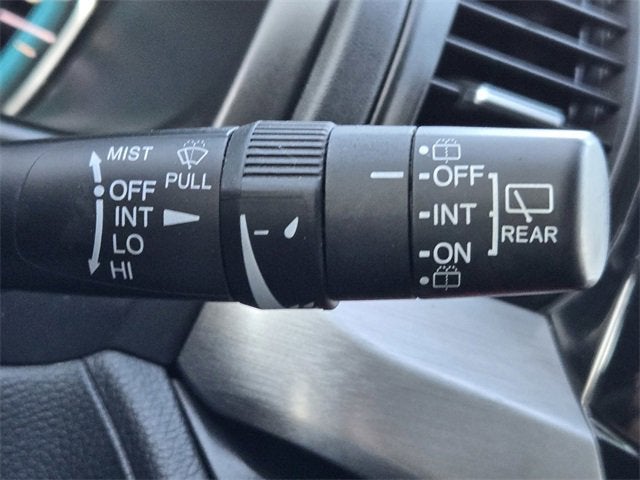 MIST
PULL
OFF
INT
LO
HI
OFF
INT
ON
REAR